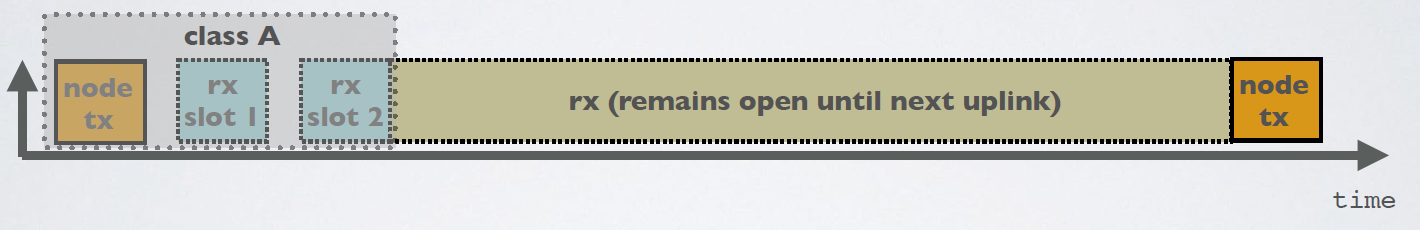 class A
node
tx
rx
slot 1
rx
slot 2
rx (remains open until next uplink)
node
tx
time